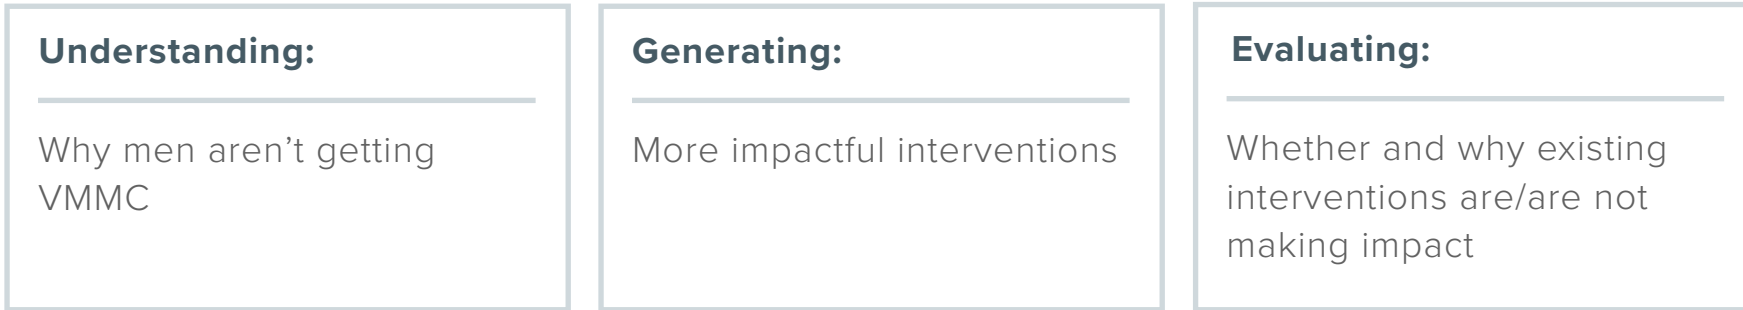 Understanding:
Why men aren’t getting
VMMC
Generating:
More impactful interventions
Evaluating:
Whether and why existing
interventions are/are not
making impact